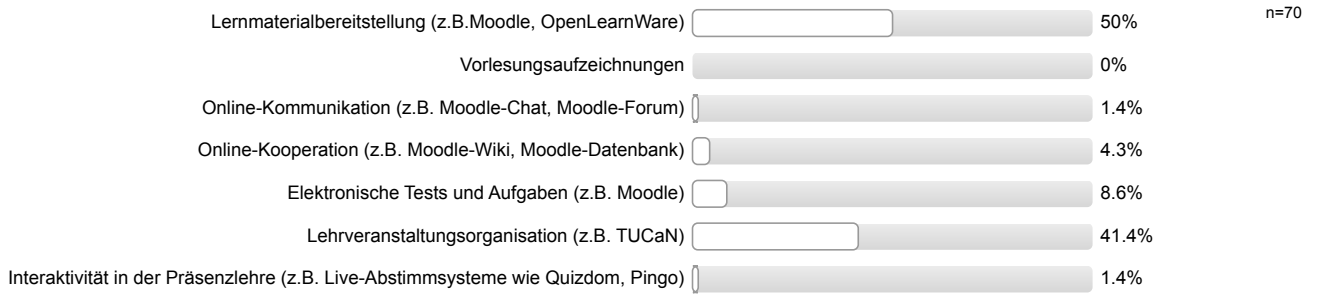 Lernmaterialbereitstellung (z.B.Moodle, OpenLearnWare) 50% n=70
Vorlesungsaufzeichnungen 0%
Online-Kommunikation (z.B. Moodle-Chat, Moodle-Forum) 1.4%
Online-Kooperation (z.B. Moodle-Wiki, Moodle-Datenbank) 4.3%
Elektronische Tests und Aufgaben (z.B. Moodle) 8.6%
Lehrveranstaltungsorganisation (z.B. TUCaN) 41.4%
Interaktivität in der Präsenzlehre (z.B. Live-Abstimmsysteme wie Quizdom, Pingo) 1.4%